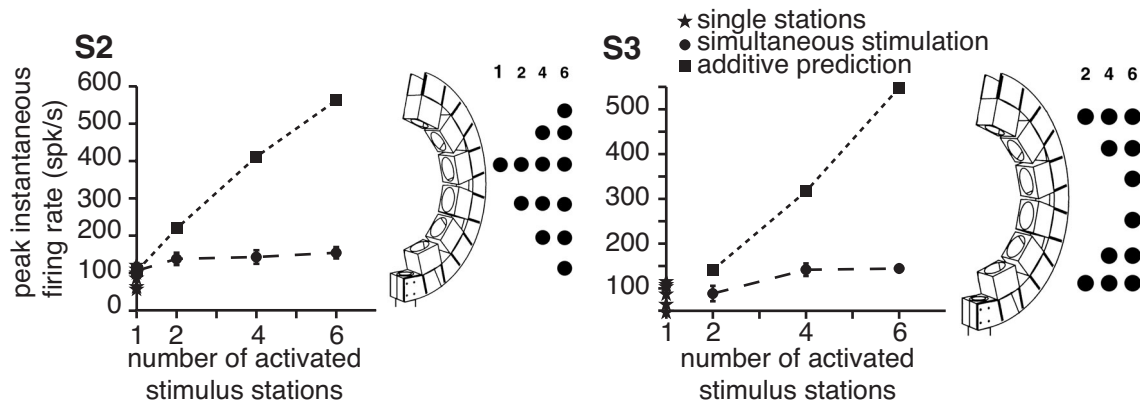 ★ single stations
● simultaneous stimulation
■ additive prediction
S2
peak instantaneous
firing rate (spk/s)
600
500
400
300
200
100
0
1 2 4 6
number of activated
stimulus stations
1 2 4 6
S3
500
400
300
200
100
1 2 4 6
number of activated
stimulus stations
2 4 6